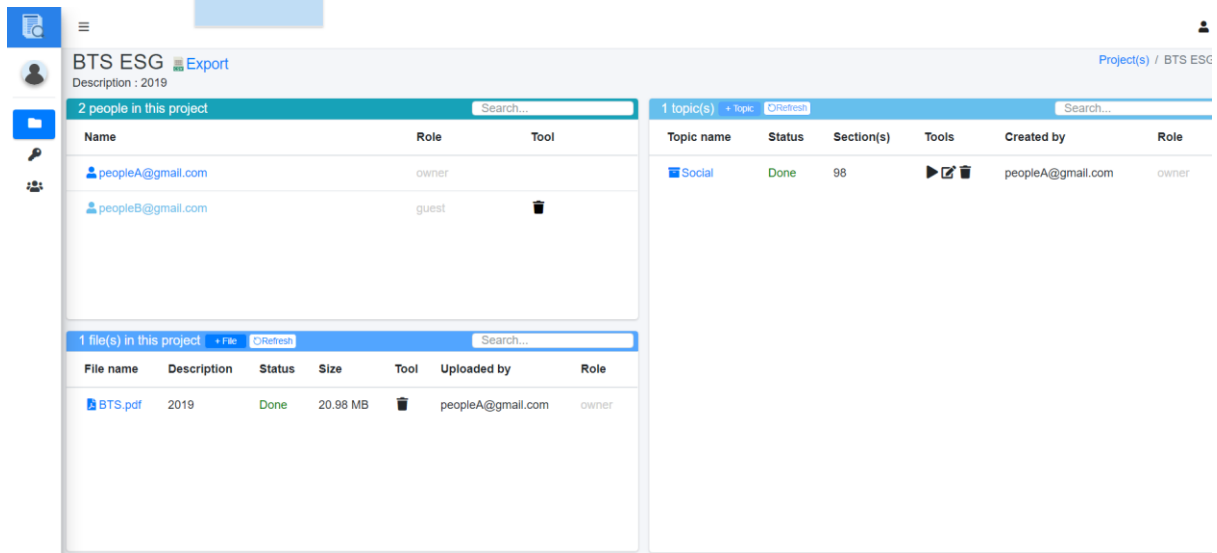 BTS ESG Export
Project(s) / BTS ESG
Description : 2019
2 people in this project Search...
Name Role Tool
peopleA@gmail.com owner
peopleB@gmail.com guest
1 file(s) in this project + File Refresh Search...
File name Description Status Size Tool Uploaded by Role
BTS.pdf 2019 Done 20.98 MB peopleA@gmail.com owner
1 topic(s) + Topic Refresh Search...
Topic name Status Section(s) Tools Created by Role
Social Done 98 peopleA@gmail.com owner